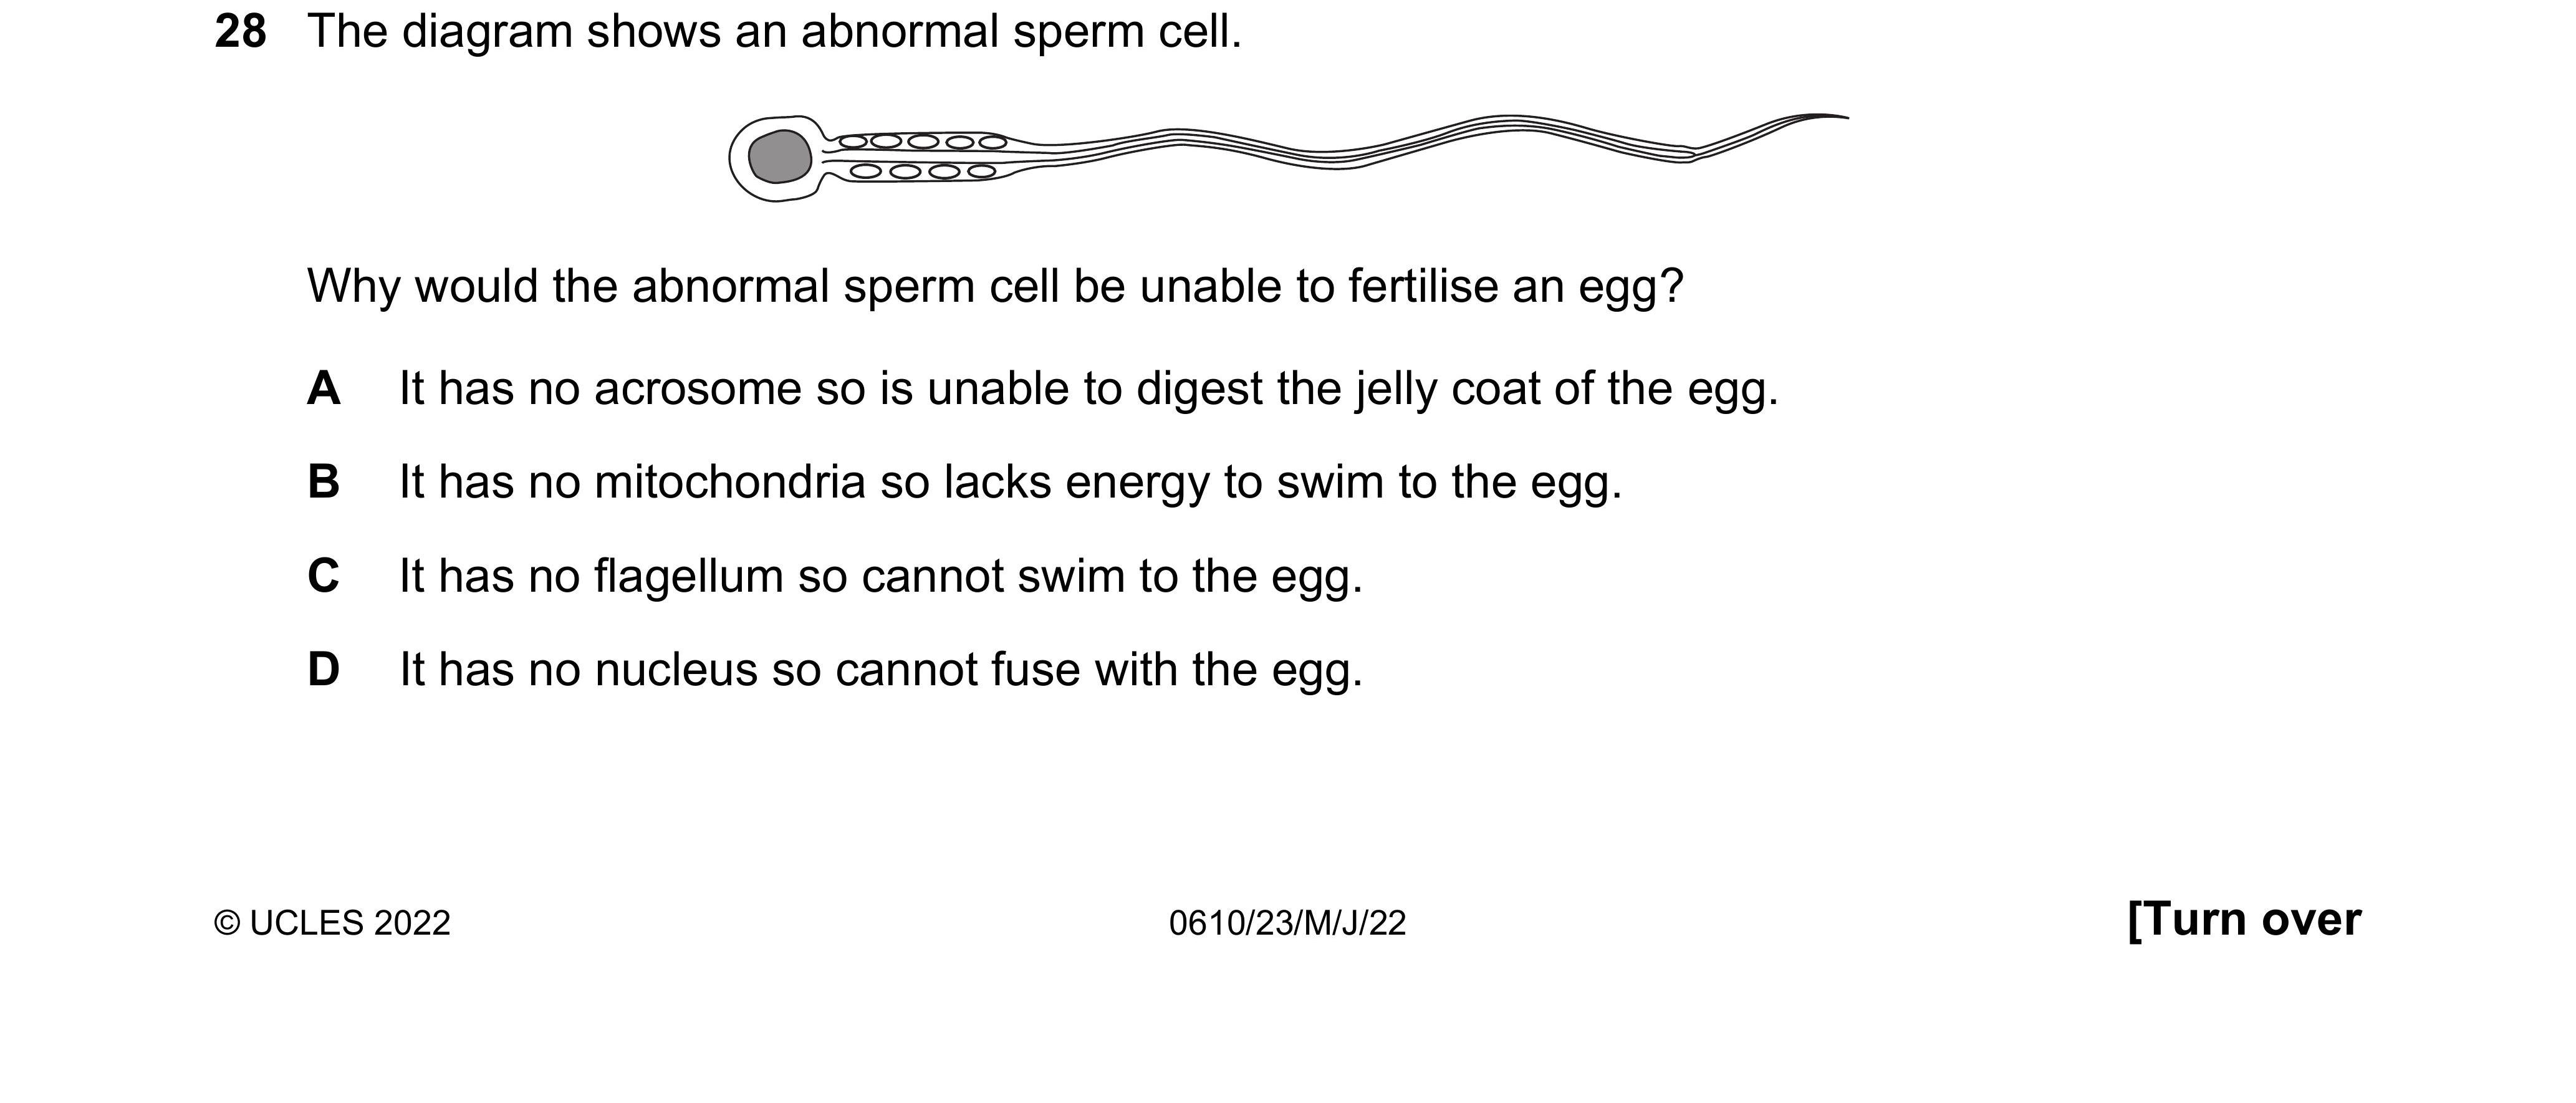 28 The diagram shows an abnormal sperm cell.
Why would the abnormal sperm cell be unable to fertilise an egg?
A It has no acrosome so is unable to digest the jelly coat of the egg.
B It has no mitochondria so lacks energy to swim to the egg.
C It has no flagellum so cannot swim to the egg.
D It has no nucleus so cannot fuse with the egg.
© UCLES 2022 0610/23/M/J/22 [Turn over